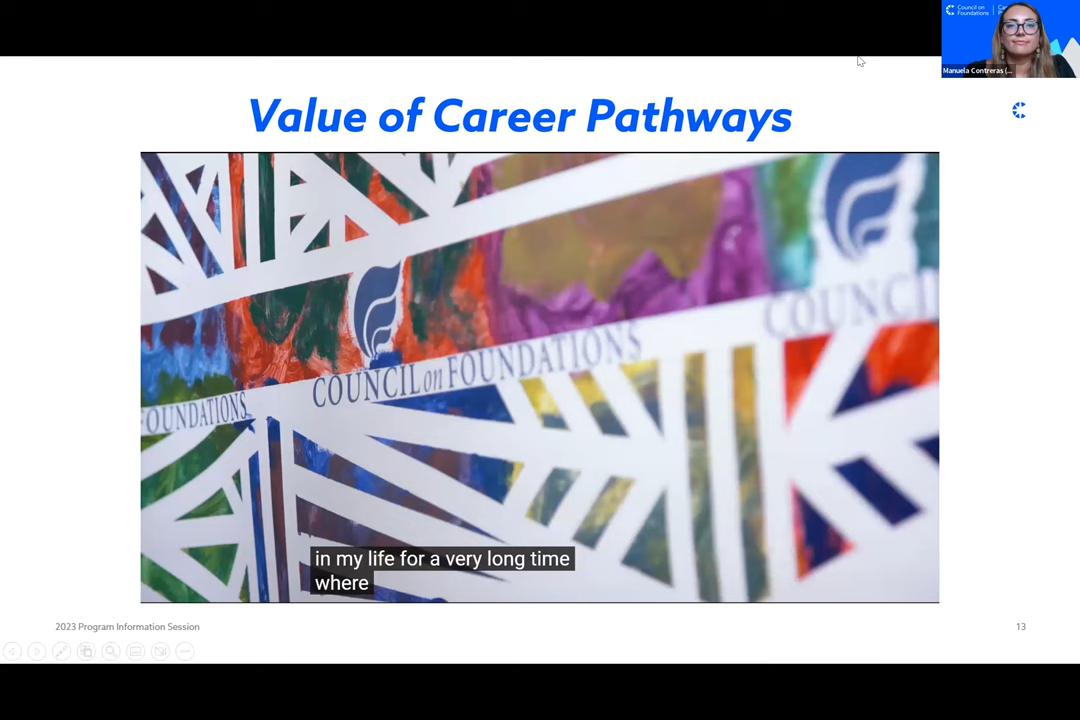 Council on
Foundations
Manuela Contreras (...
Value of Career Pathways
COUNCIL on FOUNDATIONS
COUNCIL
FOUNDATIONS
in my life for a very long time
where
2023 Program Information Session
13